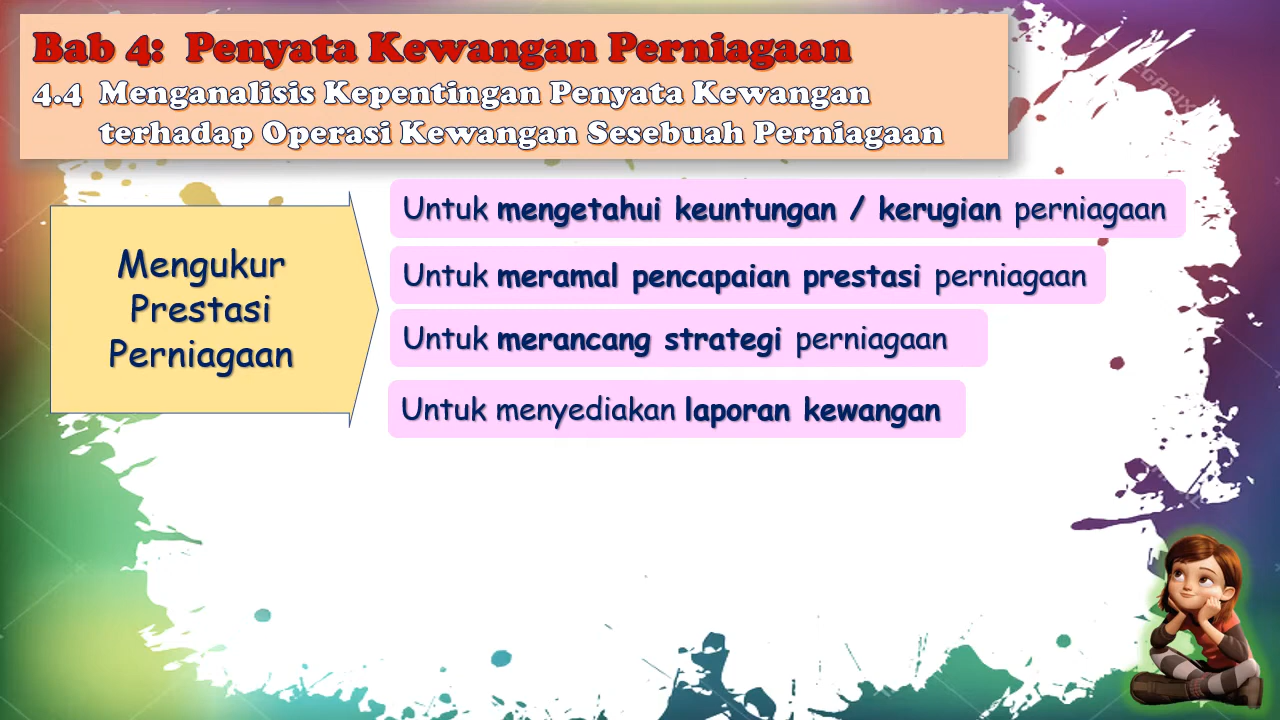 Bab 4: Penyata Kewangan Perniagaan
4.4 Menganalisis Kepentingan Penyata Kewangan
terhadap Operasi Kewangan Sesebuah Perniagaan
Mengukur
Prestasi
Perniagaan
Untuk mengetahui keuntungan / kerugian perniagaan
Untuk meramal pencapaian prestasi perniagaan
Untuk merancang strategi perniagaan
Untuk menyediakan laporan kewangan